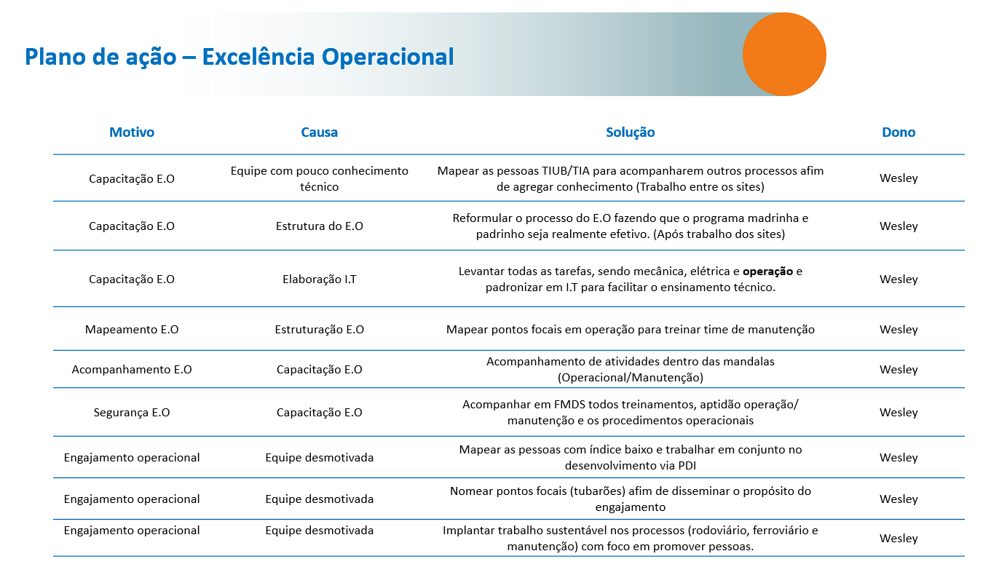 Plano de ação – Excelência Operacional
Motivo Causa Solução Dono
Capacitação E.O
Equipe com pouco conhecimento
técnico
Mapear as pessoas TIUB/TIA para acompanharem outros processos afim
de agregar conhecimento (Trabalho entre os sites)
Wesley
Capacitação E.O
Estrutura do E.O
Reformular o processo do E.O fazendo que o programa madrinha e
padrinho seja realmente efetivo. (Após trabalho dos sites)
Wesley
Capacitação E.O
Elaboração I.T
Levantar todas as tarefas, sendo mecânica, elétrica e operação e
padronizar em I.T para facilitar o ensinamento técnico.
Wesley
Mapeamento E.O
Estruturação E.O
Mapear pontos focais em operação para treinar time de manutenção
Wesley
Acompanhamento E.O
Capacitação E.O
Acompanhamento de atividades dentro das mandalas
(Operacional/Manutenção)
Wesley
Segurança E.O
Capacitação E.O
Acompanhar em FMDS todos treinamentos, aptidão operação/
manutenção e os procedimentos operacionais
Wesley
Engajamento operacional
Equipe desmotivada
Mapear as pessoas com índice baixo e trabalhar em conjunto no
desenvolvimento via PDI
Wesley
Engajamento operacional
Equipe desmotivada
Nomear pontos focais (tubarões) afim de disseminar o propósito do
engajamento
Wesley
Engajamento operacional
Equipe desmotivada
Implantar trabalho sustentável nos processos (rodoviário, ferroviário e
manutenção) com foco em promover pessoas.
Wesley